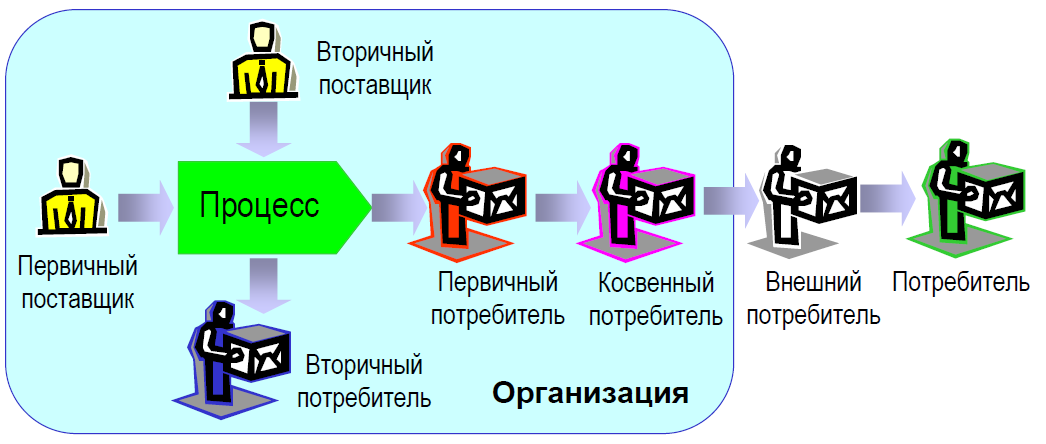 Вторичный
поставщик
Процесс
Первичный
поставщик
Первичный
потребитель
Косвенный
потребитель
Внешний
потребитель
Потребитель
Вторичный
потребитель
Организация